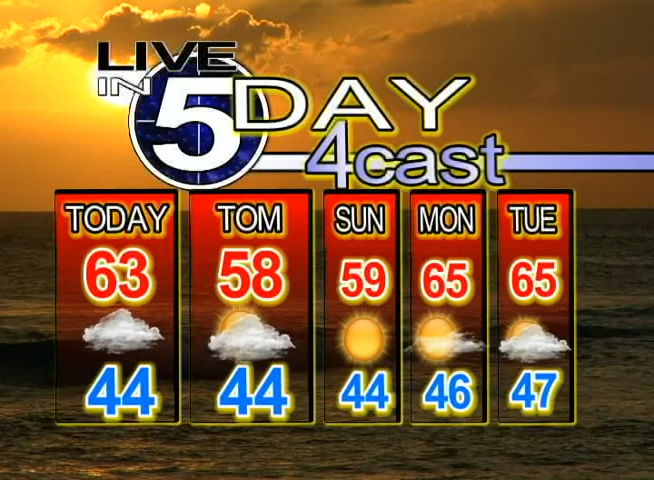 LIVE
IN 5 DAY
4cast
TODAY TOM SUN MON TUE
63 58 59 65 65
44 44 44 46 47